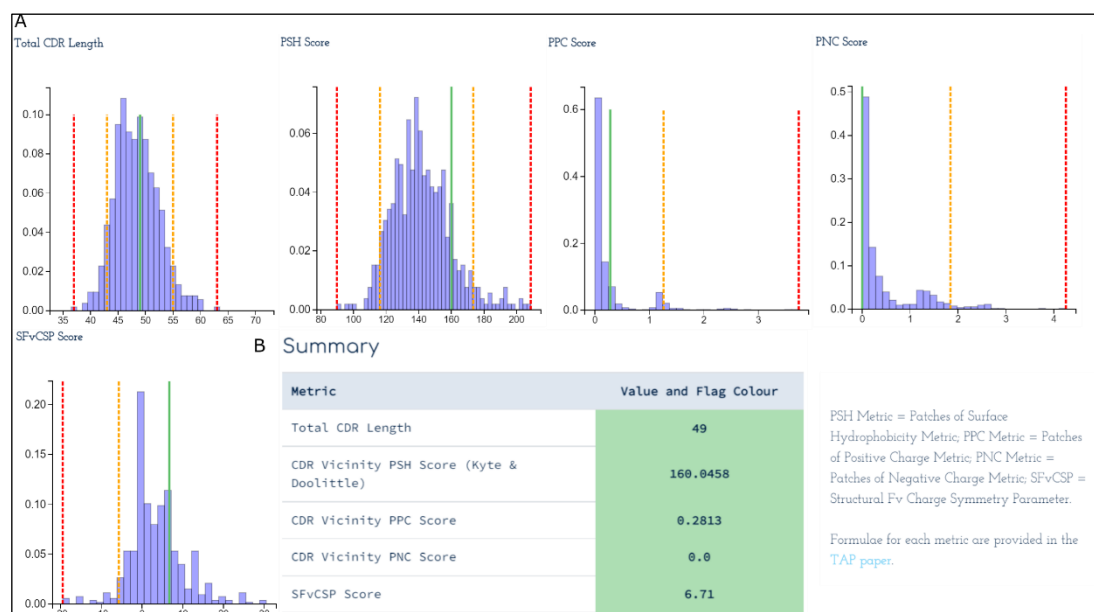 A
Total CDR Length
0.10
0.08
0.06
0.04
0.02
0.00
35 40 45 50 55 60 65 70
PSH Score
0.06
0.04
0.02
0.00
80 100 120 140 160 180 200
PPC Score
0.6
0.4
0.2
0.0
0 1 2 3
PNC Score
0.5
0.4
0.3
0.2
0.1
0.0
0 1 2 3 4
SFvCSP Score
0.20
0.15
0.10
0.05
0.00
B
Summary
Metric Value and Flag Colour
Total CDR Length 49
CDR Vicinity PSH Score (Kyte &
Doolittle) 160.0458
CDR Vicinity PPC Score 0.2813
CDR Vicinity PNC Score 0.0
SFvCSP Score 6.71
PSH Metric = Patches of Surface
Hydrophobicity Metric; PPC Metric = Patches
of Positive Charge Metric; PNC Metric =
Patches of Negative Charge Metric; SFvCSP =
Structural Fv Charge Symmetry Parameter.
Formulae for each metric are provided in the
TAP paper.